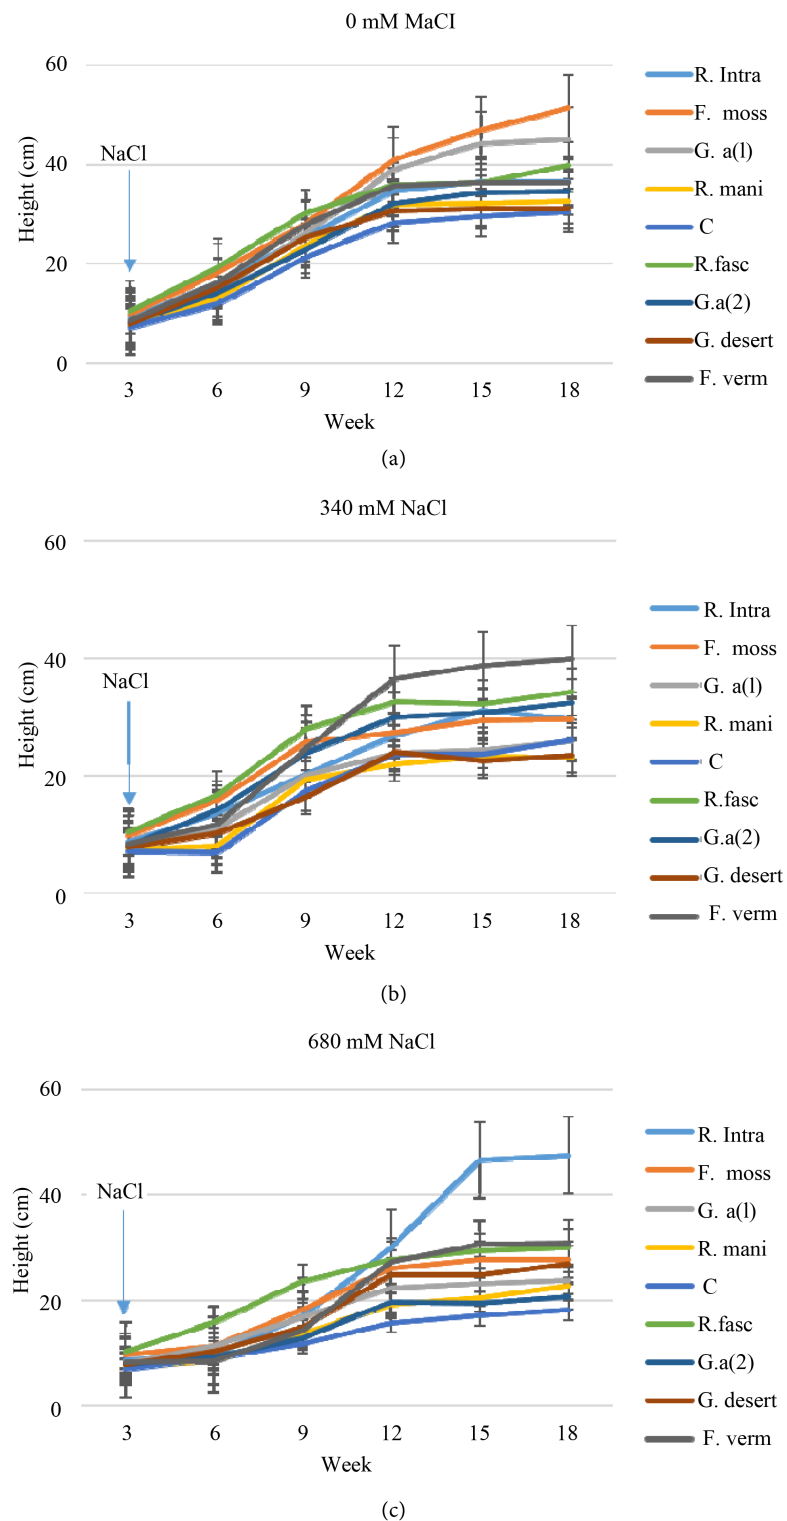 0 mM MaCI
60
40
20
0
Height (cm)
NaCl
3 6 9 12 15 18
Week
R. Intra
F. moss
G. a(l)
R. mani
C
R.fasc
G.a(2)
G. desert
F. verm
(a)
340 mM NaCl
60
40
20
0
Height (cm)
NaCl
3 6 9 12 15 18
Week
R. Intra
F. moss
G. a(l)
R. mani
C
R.fasc
G.a(2)
G. desert
F. verm
(b)
680 mM NaCl
60
40
20
0
Height (cm)
NaCl
3 6 9 12 15 18
Week
R. Intra
F. moss
G. a(l)
R. mani
C
R.fasc
G.a(2)
G. desert
F. verm
(c)